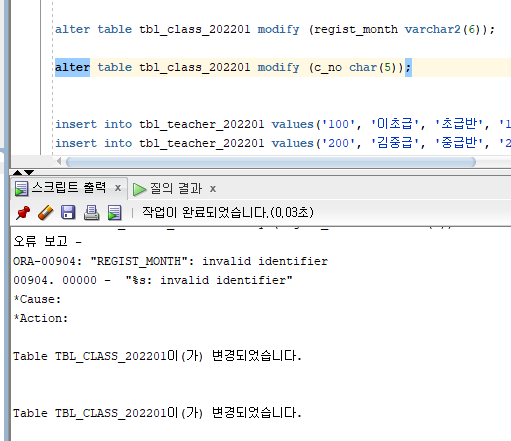 alter table tbl_class_202201 modify (regist_month varchar2(6));
alter table tbl_class_202201 modify (c_no char(5));
insert into tbl_teacher_202201 values('100', '이초급', '초급반', '1
insert into tbl_teacher_202201 values('200', '김중급', '중급반', '2
스크립트 출력 x 질의 결과 x
작업이 완료되었습니다.(0,03초)
오류 보고 -
ORA-00904: "REGIST_MONTH": invalid identifier
00904. 00000 - "%s: invalid identifier"
*Cause:
*Action:
Table TBL_CLASS_202201이(가) 변경되었습니다.
Table TBL_CLASS_202201이(가) 변경되었습니다.